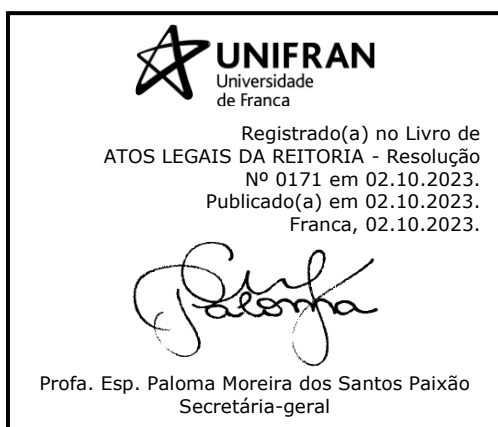 UNIFRAN
Universidade
de Franca
Registrado(a) no Livro de
ATOS LEGAIS DA REITORIA - Resolução
Nº 0171 em 02.10.2023.
Publicado(a) em 02.10.2023.
Franca, 02.10.2023.
Paloma
Profa. Esp. Paloma Moreira dos Santos Paixão
Secretária-geral